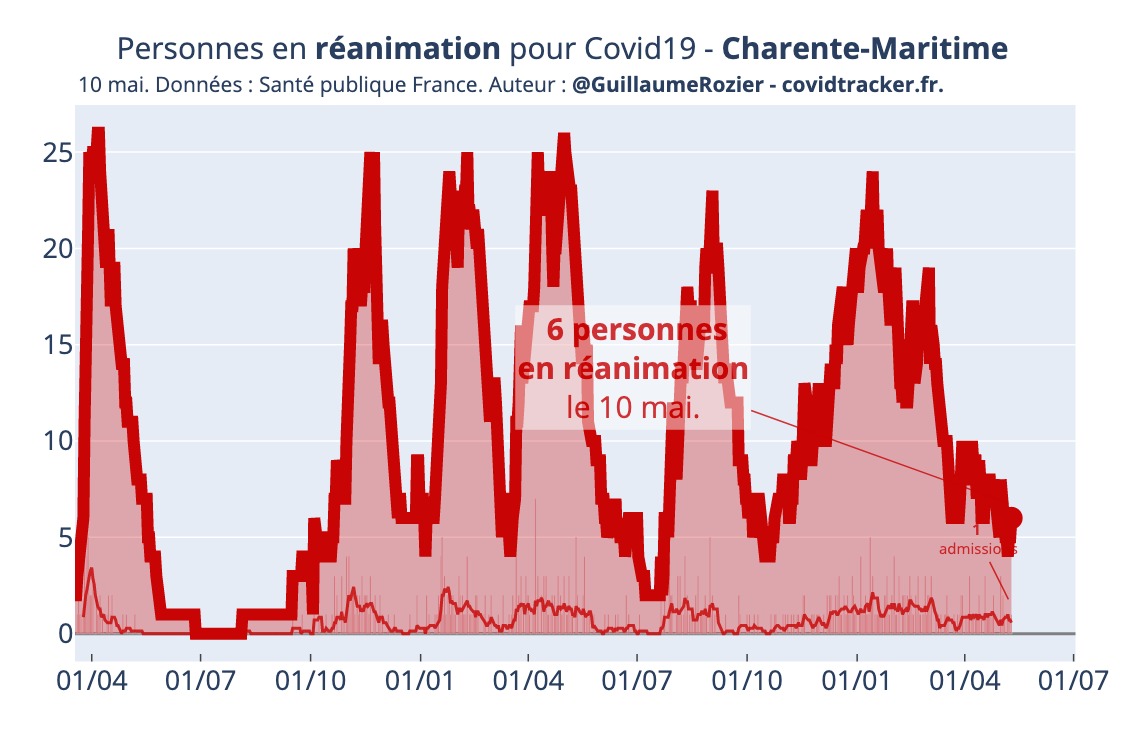 Personnes en réanimation pour Covid19 - Charente-Maritime
10 mai. Données : Santé publique France. Auteur : @GuillaumeRozier - covidtracker.fr.
25
20
15
10
5
0
6 personnes
en réanimation
le 10 mai.
1
admissions
01/04 01/07 01/10 01/01 01/04 01/07 01/10 01/01 01/04 01/07